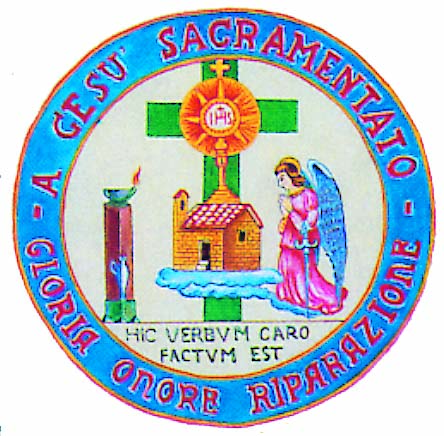 - A GESU' SACRAMENTATO -
GLORIA ONORE RIPARAZIONE
IHS
HIC VERBVM CARO
FACTVM EST